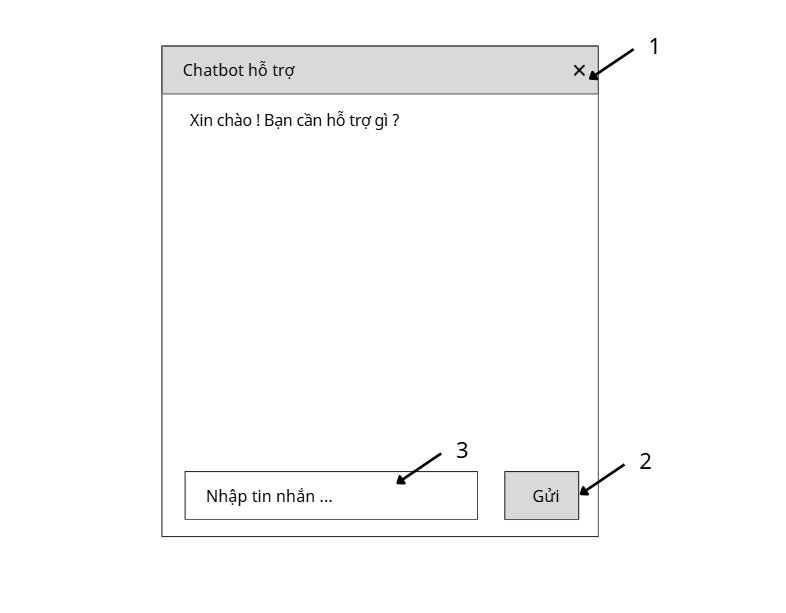 1
Chatbot hỗ trợ ✕
Xin chào ! Bạn cần hỗ trợ gì ?
3
2
Nhập tin nhắn ...
Gửi